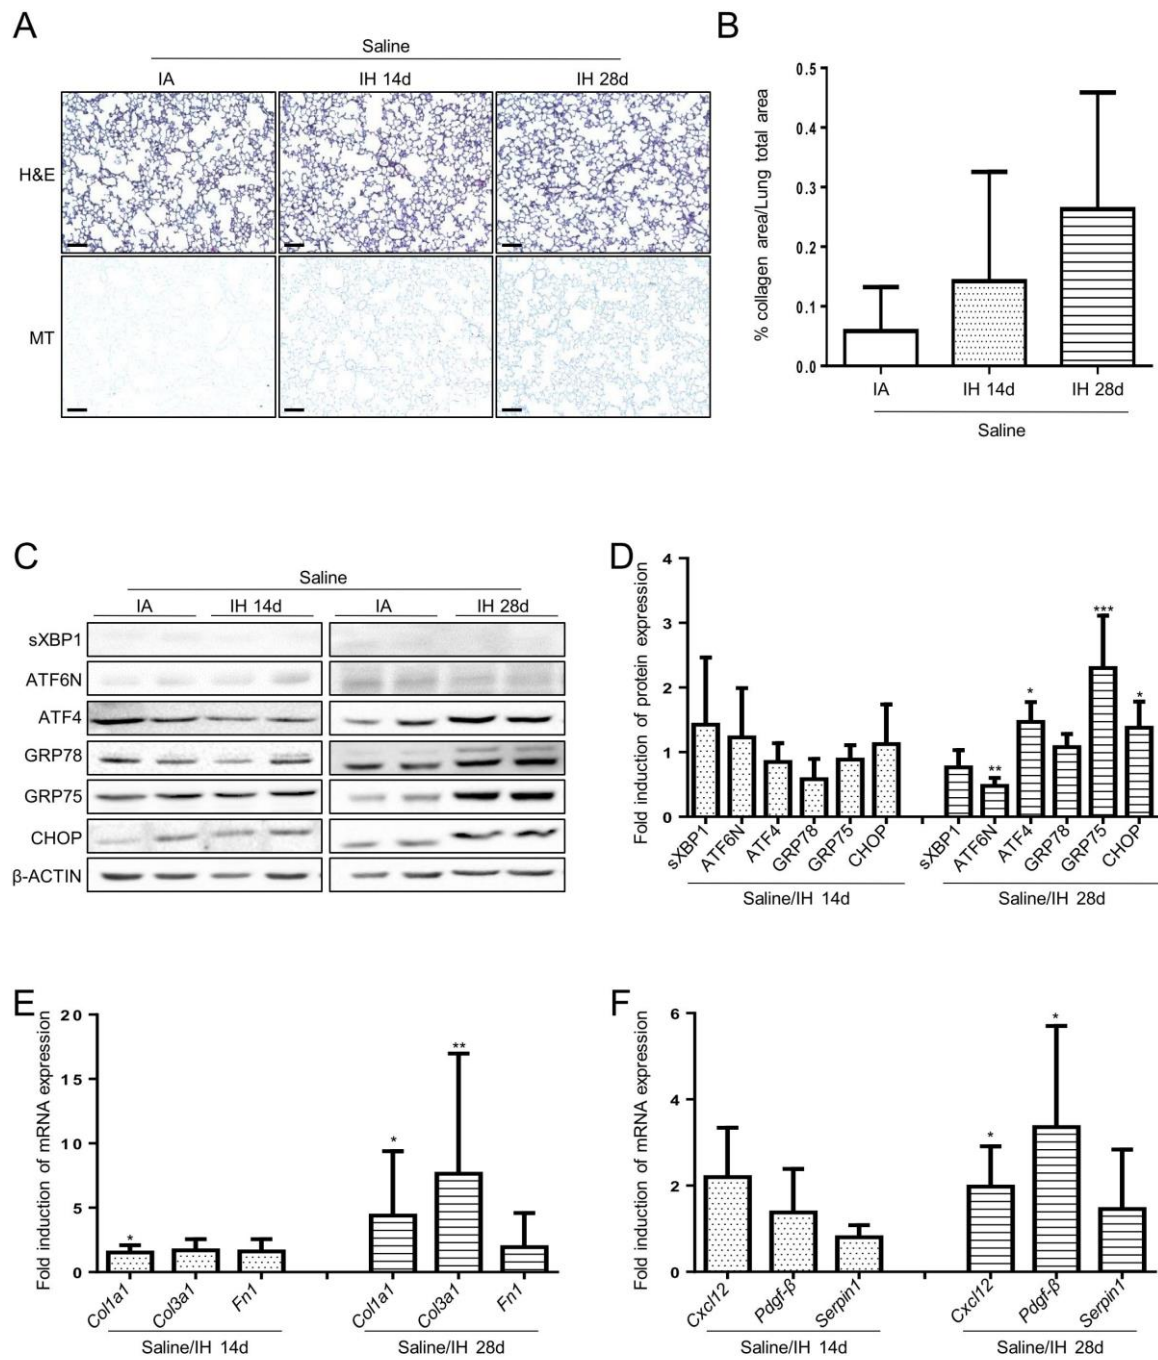 A
Saline
IA IH 14d IH 28d
H&E
MT
B
% collagen area/Lung total area
0.5
0.4
0.3
0.2
0.1
0.0
IA IH 14d IH 28d
Saline
C
Saline
IA IH 14d IA IH 28d
sXBP1
ATF6N
ATF4
GRP78
GRP75
CHOP
β-ACTIN
D
Fold induction of protein expression
4
3
2
1
0
* ** *** *
sXBP1 ATF6N ATF4 GRP78 GRP75 CHOP sXBP1 ATF6N ATF4 GRP78 GRP75 CHOP
Saline/IH 14d Saline/IH 28d
E
Fold induction of mRNA expression
20
15
10
5
0
* * **
Col1a1 Col3a1 Fn1 Col1a1 Col3a1 Fn1
Saline/IH 14d Saline/IH 28d
F
Fold induction of mRNA expression
6
4
2
0
* *
Cxcl12 Pdgf-β Serpin1 Cxcl12 Pdgf-β Serpin1
Saline/IH 14d Saline/IH 28d